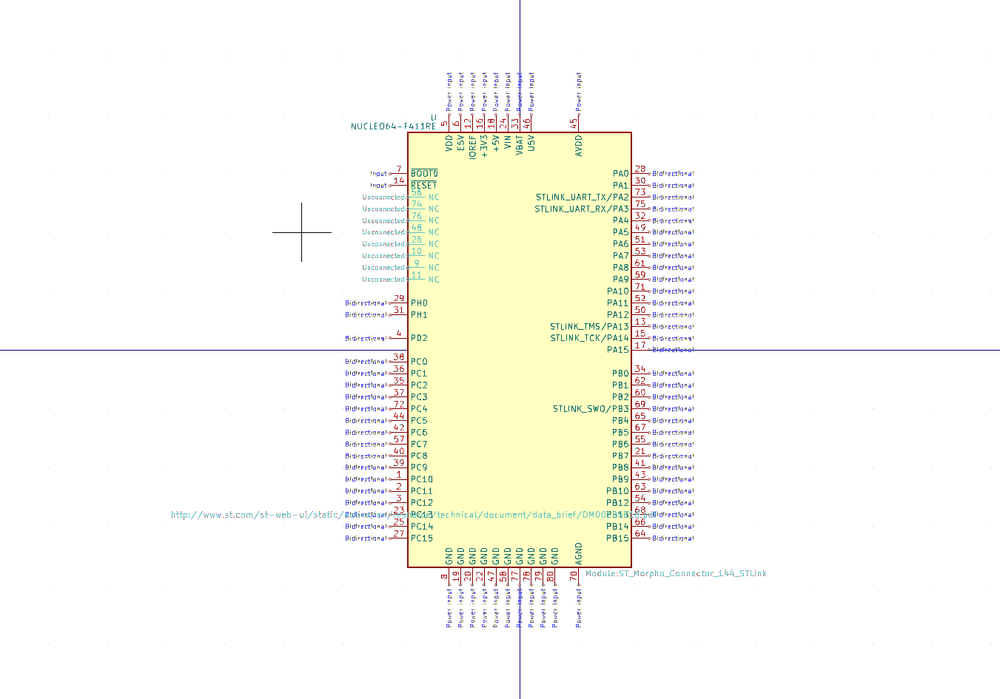 Power input Power input Power input Power input Power input Power input Power input Power input Power input
U
NUCLEO64-F411RE
5 6 12 16 18 24 33 46 45
VDD E5V IOREF +3V3 +5V VIN VBAT U5V AVDD
Input 7 BOOT0 PA0 28 Bidirectional
Input 14 RESET PA1 30 Bidirectional
Unconnected 56 NC STLINK_UART_TX/PA2 73 Bidirectional
Unconnected 74 NC STLINK_UART_RX/PA3 75 Bidirectional
Unconnected 76 NC PA4 32 Bidirectional
Unconnected 48 NC PA5 49 Bidirectional
Unconnected 26 NC PA6 51 Bidirectional
Unconnected 10 NC PA7 53 Bidirectional
Unconnected 9 NC PA8 61 Bidirectional
Unconnected 11 NC PA9 59 Bidirectional
PA10 71 Bidirectional
Bidirectional 29 PH0 PA11 52 Bidirectional
Bidirectional 31 PH1 PA12 50 Bidirectional
STLINK_TMS/PA13 13 Bidirectional
Bidirectional 4 PD2 STLINK_TCK/PA14 15 Bidirectional
PA15 17 Bidirectional
Bidirectional 38 PC0
Bidirectional 36 PC1 PB0 34 Bidirectional
Bidirectional 35 PC2 PB1 62 Bidirectional
Bidirectional 37 PC3 PB2 60 Bidirectional
Bidirectional 72 PC4 STLINK_SWO/PB3 69 Bidirectional
Bidirectional 44 PC5 PB4 65 Bidirectional
Bidirectional 42 PC6 PB5 67 Bidirectional
Bidirectional 57 PC7 PB6 55 Bidirectional
Bidirectional 40 PC8 PB7 21 Bidirectional
Bidirectional 39 PC9 PB8 41 Bidirectional
Bidirectional 1 PC10 PB9 43 Bidirectional
Bidirectional 2 PC11 PB10 63 Bidirectional
Bidirectional 3 PC12 PB12 54 Bidirectional
http://www.st.com/st-web-ui/static/ 23 /technical/document/data_brief/ 68 Bidirectional
Bidirectional 25 PC14 PB14 66 Bidirectional
Bidirectional 27 PC15 PB15 64 Bidirectional
GND GND GND GND GND GND GND GND GND GND AGND
8 19 20 22 47 58 77 78 79 80 70
Module:ST_Morpho_Connector_144_STLink
Power input Power input Power input Power input Power input Power input Power input Power input Power input Power input Power input